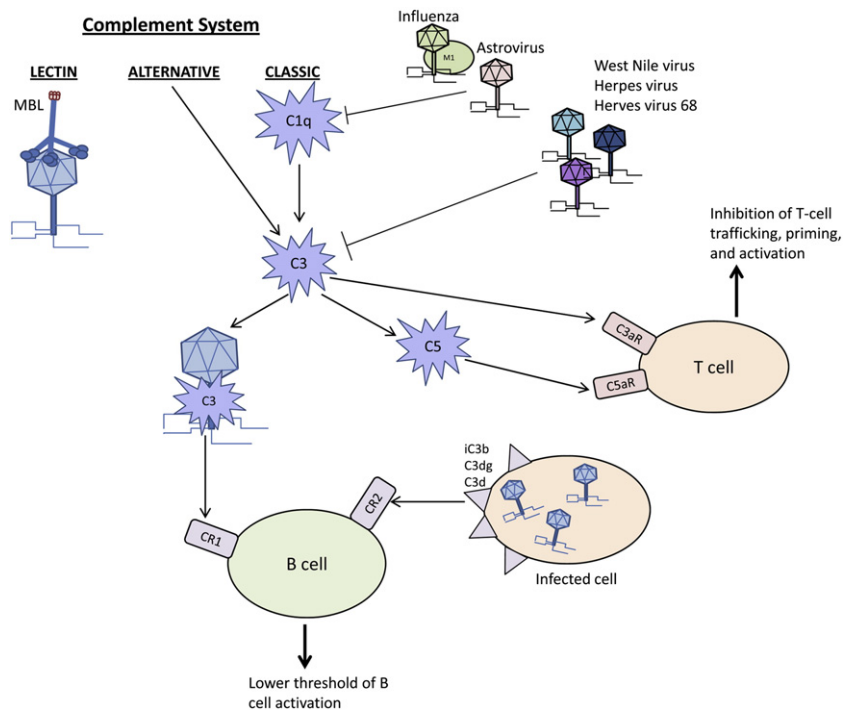 Complement System
LECTIN
ALTERNATIVE
CLASSIC
MBL
Influenza
M1
Astrovirus
West Nile virus
Herpes virus
Herves virus 68
C1q
C3
Inhibition of T-cell
trafficking, priming,
and activation
C3aR
C5aR
T cell
C5
C3
iC3b
C3dg
C3d
CR2
CR1
B cell
Infected cell
Lower threshold of B
cell activation